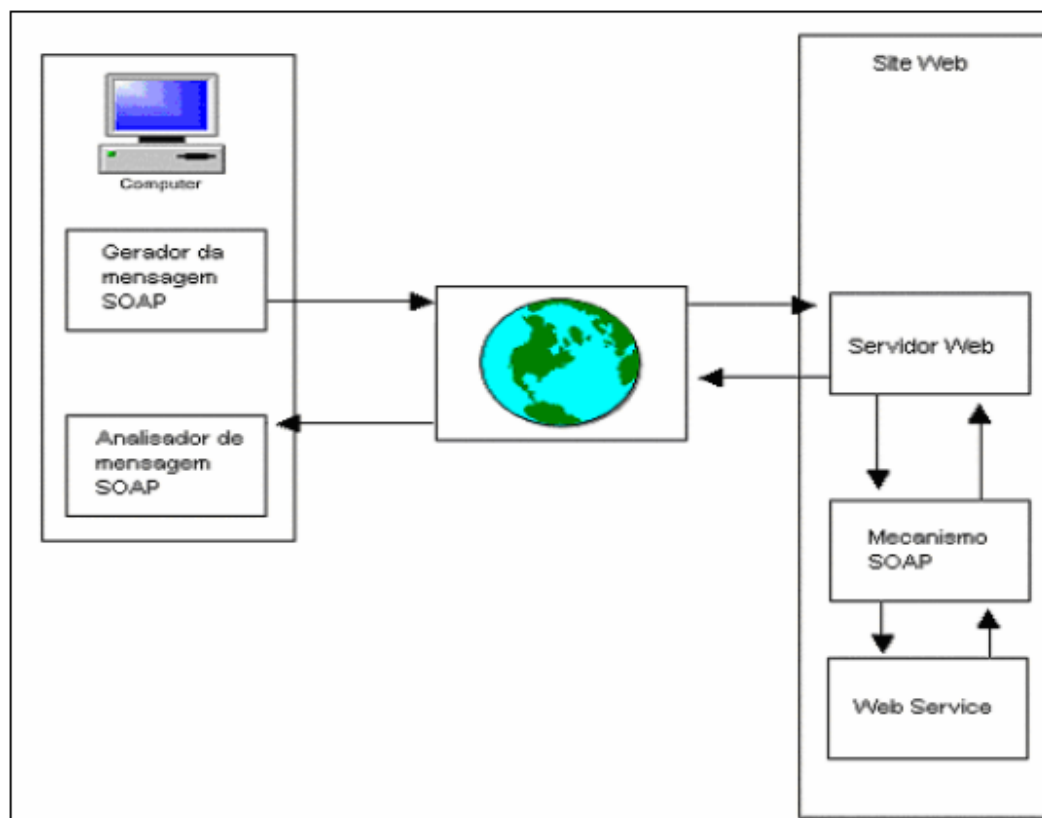 Computer
Gerador da
mensagem
SOAP
Analisador de
mensagem
SOAP
Site Web
Servidor Web
Mecanismo
SOAP
Web Service